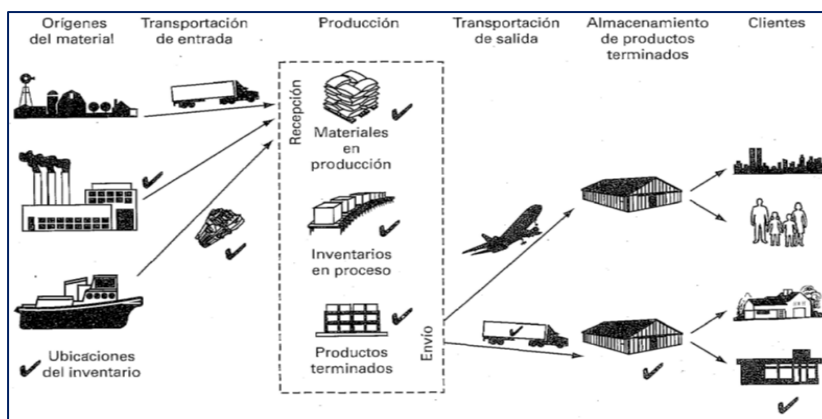 Orígenes
del material
Transportación
de entrada
Producción
Transportación
de salida
Almacenamiento
de productos
terminados
Clientes
Recepción
Materiales
en
producción
Inventarios
en proceso
Productos
terminados
Envío
Ubicaciones
del inventario